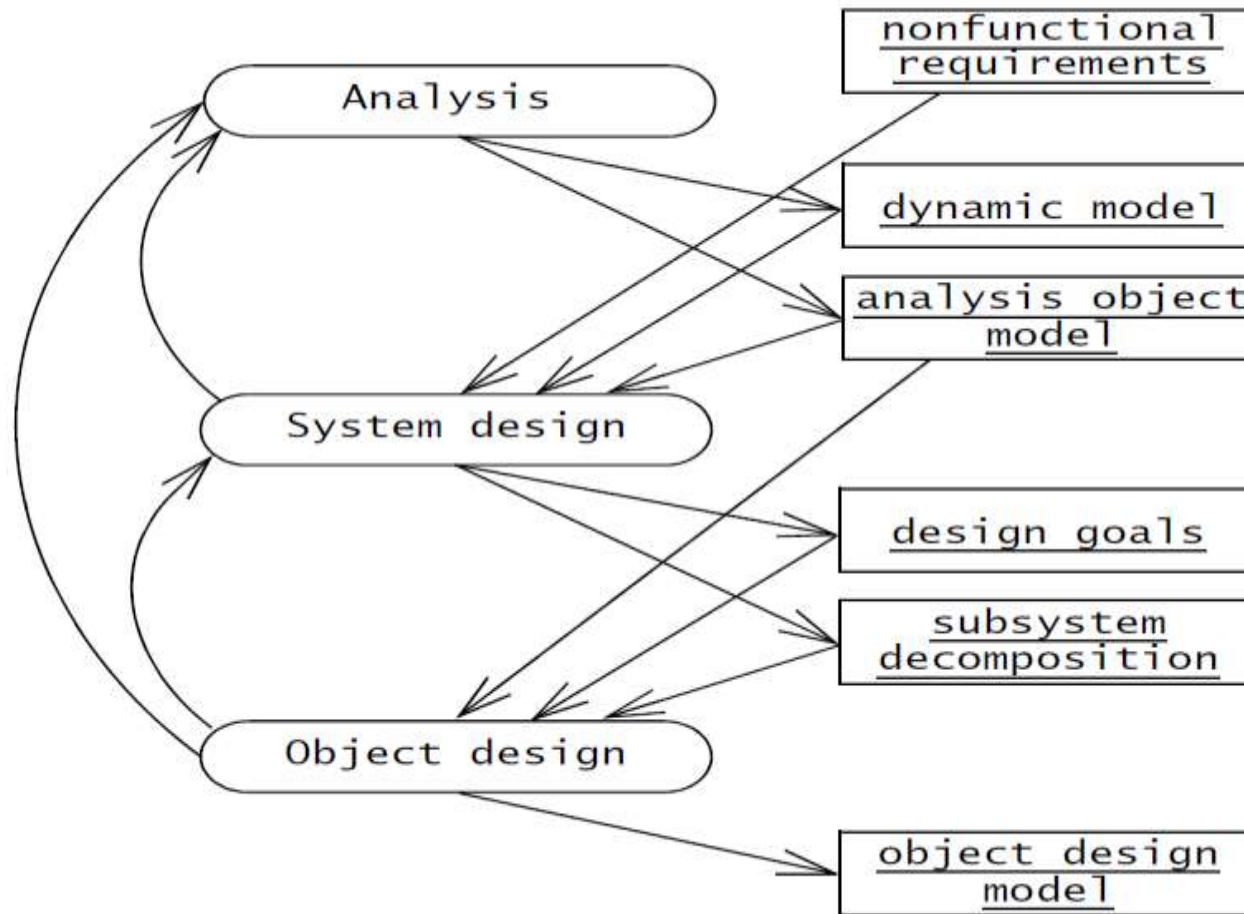 nonfunctional
requirements
Analysis
dynamic model
analysis object
model
System design
design goals
subsystem
decomposition
Object design
object design
model